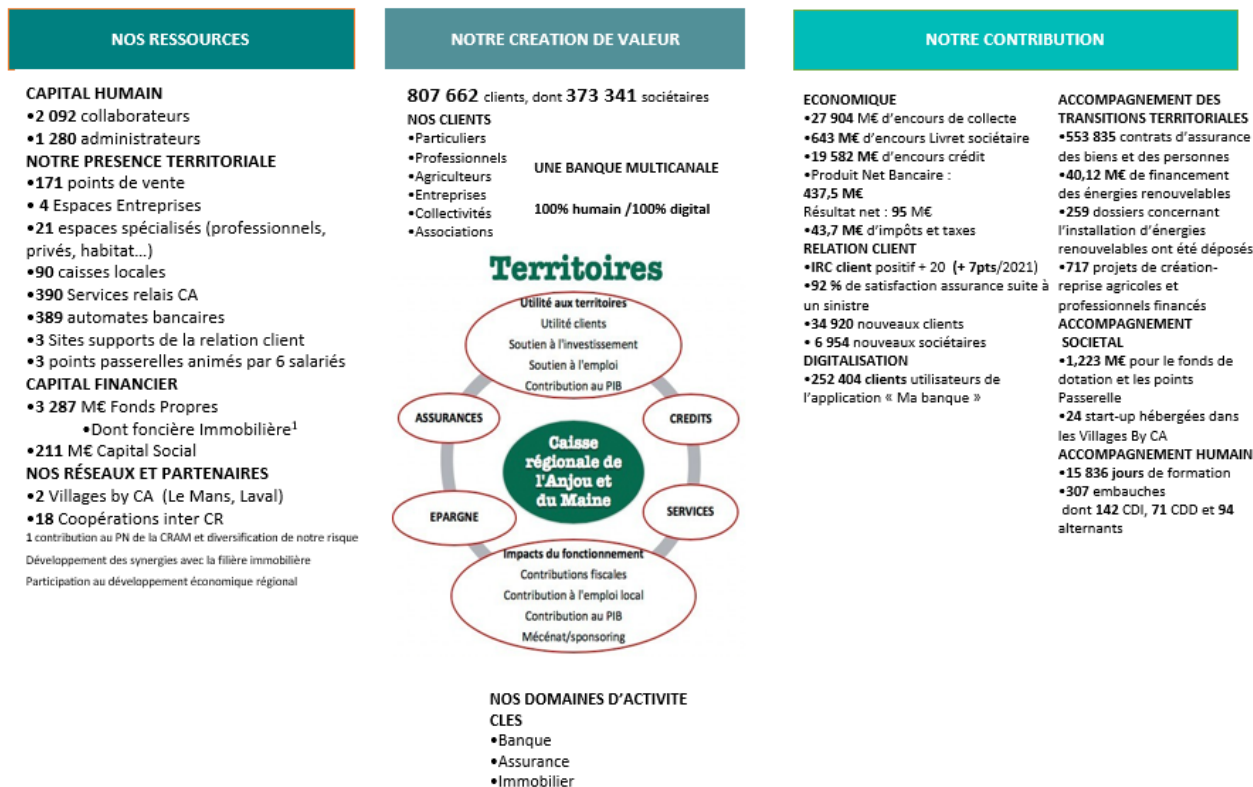 NOS RESSOURCES
CAPITAL HUMAIN
•2 092 collaborateurs
•1 280 administrateurs
NOTRE PRESENCE TERRITORIALE
•171 points de vente
• 4 Espaces Entreprises
•21 espaces spécialisés (professionnels,
privés, habitat...)
•90 caisses locales
•390 Services relais CA
•389 automates bancaires
•3 Sites supports de la relation client
•3 points passerelles animés par 6 salariés
CAPITAL FINANCIER
•3 287 M€ Fonds Propres
•Dont foncière Immobilière¹
•211 M€ Capital Social
NOS RÉSEAUX ET PARTENAIRES
•2 Villages by CA (Le Mans, Laval)
•18 Coopérations inter CR
1 contribution au PN de la CRAM et diversification de notre risque
Développement des synergies avec la filière immobilière
Participation au développement économique régional
NOTRE CREATION DE VALEUR
807 662 clients, dont 373 341 sociétaires
NOS CLIENTS
•Particuliers
•Professionnels
•Agriculteurs
•Entreprises
•Collectivités
•Associations
UNE BANQUE MULTICANALE
100% humain /100% digital
Territoires
Utilité aux territoires
Utilité clients
Soutien à l'investissement
Soutien à l'emploi
Contribution au PIB
ASSURANCES
CREDITS
Caisse
régionale de
l'Anjou et
du Maine
EPARGNE
SERVICES
Impacts du fonctionnement
Contributions fiscales
Contribution à l'emploi local
Contribution au PIB
Mécénat/sponsoring
NOS DOMAINES D'ACTIVITE
CLES
•Banque
•Assurance
•Immobilier
NOTRE CONTRIBUTION
ECONOMIQUE
•27 904 M€ d'encours de collecte
•643 M€ d'encours Livret sociétaire
•19 582 M€ d'encours crédit
•Produit Net Bancaire :
437,5 M€
Résultat net : 95 M€
•43,7 M€ d'impôts et taxes
RELATION CLIENT
•IRC client positif + 20 (+ 7pts/2021)
•92 % de satisfaction assurance suite à
un sinistre
•34 920 nouveaux clients
• 6 954 nouveaux sociétaires
DIGITALISATION
•252 404 clients utilisateurs de
l'application « Ma banque »
ACCOMPAGNEMENT DES
TRANSITIONS TERRITORIALES
•553 835 contrats d'assurance
des biens et des personnes
•40,12 M€ de financement
des énergies renouvelables
•259 dossiers concernant
l'installation d'énergies
renouvelables ont été déposés
•717 projets de création-
reprise agricoles et
professionnels financés
ACCOMPAGNEMENT
SOCIETAL
•1,223 M€ pour le fonds de
dotation et les points
Passerelle
•24 start-up hébergées dans
les Villages By CA
ACCOMPAGNEMENT HUMAIN
•15 836 jours de formation
•307 embauches
dont 142 CDI, 71 CDD et 94
alternants